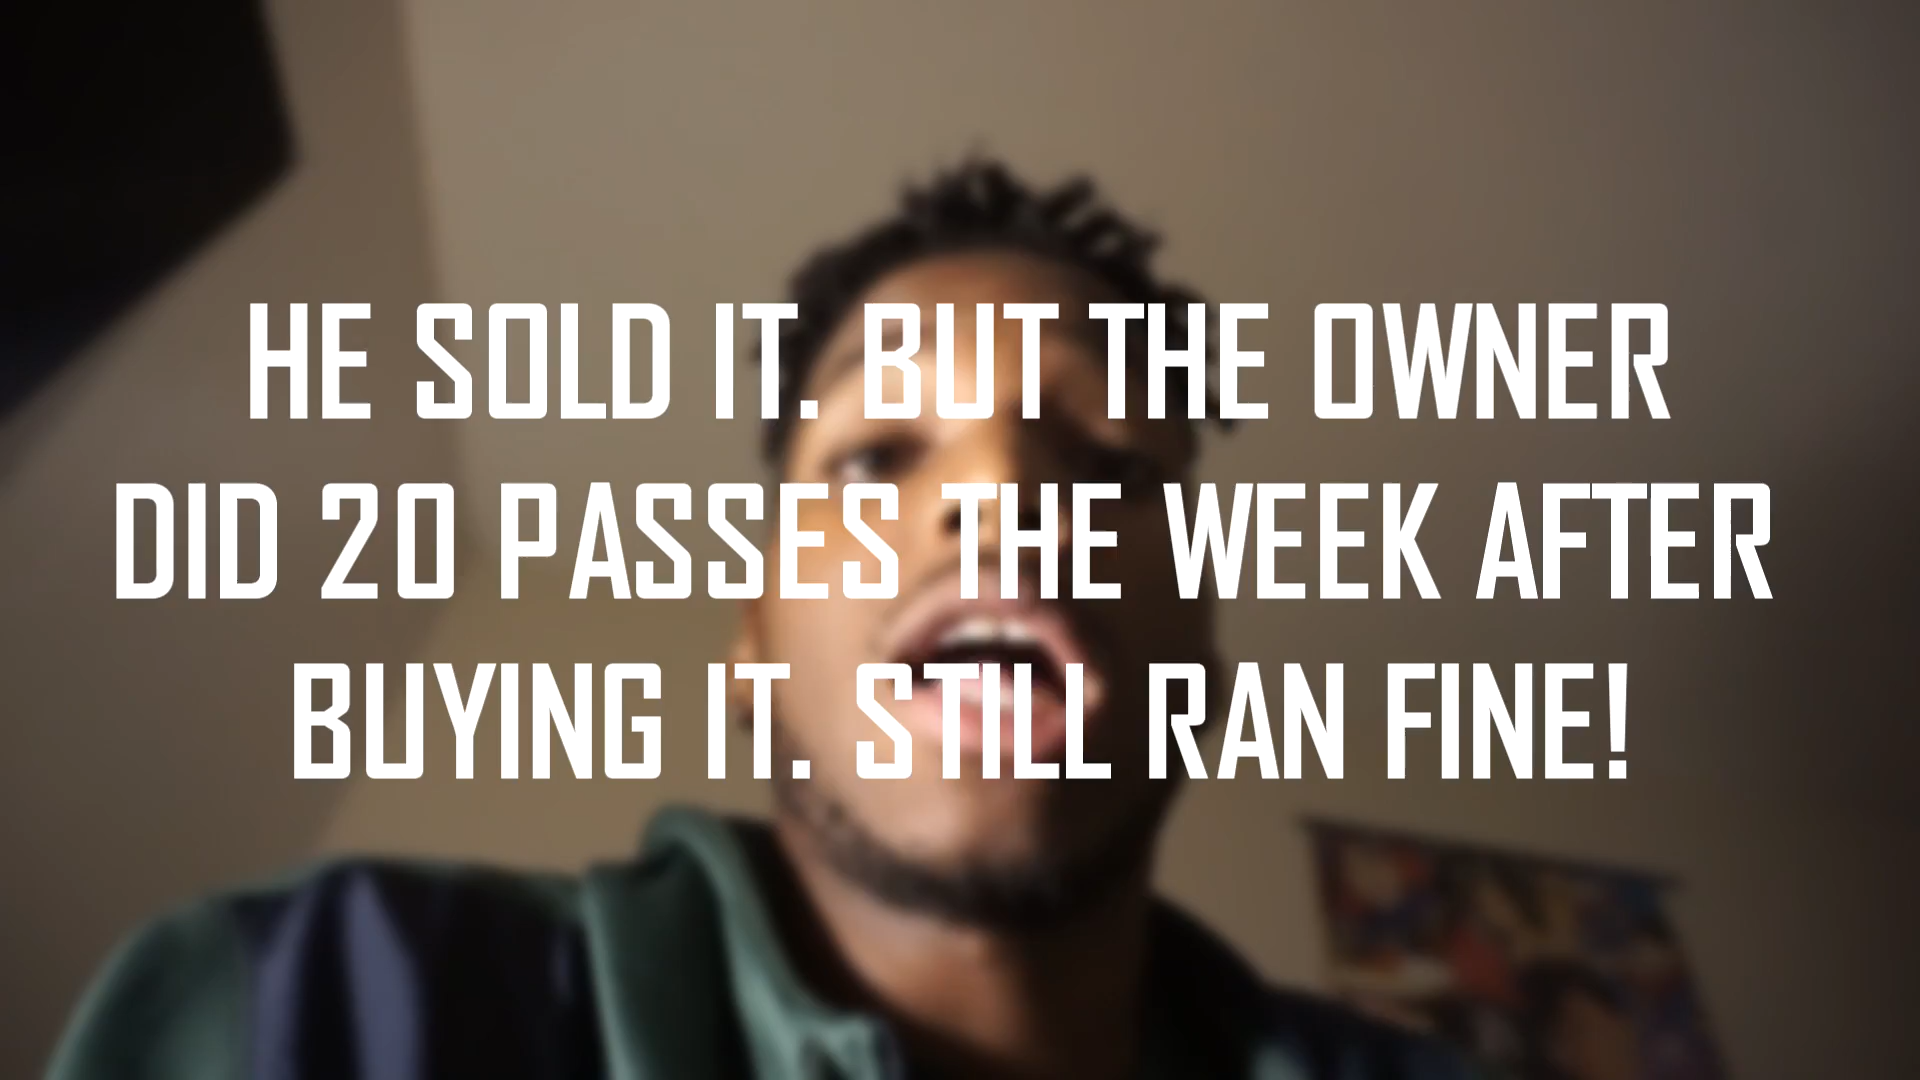 HE SOLD IT. BUT THE OWNER
DID 20 PASSES THE WEEK AFTER
BUYING IT. STILL RAN FINE!